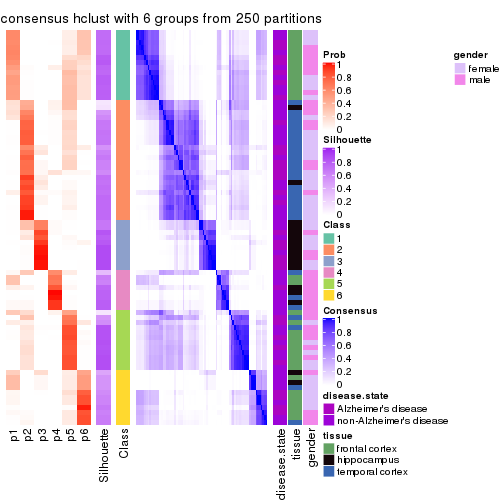 consensus hclust with 6 groups from 250 partitions
Prob
1
0.8
0.6
0.4
0.2
0
Silhouette
1
0.8
0.6
0.4
0.2
0
Class
1
2
3
4
5
6
Consensus
1
0.8
0.6
0.4
0.2
0
disease.state
Alzheimer's disease
non-Alzheimer's disease
tissue
frontal cortex
hippocampus
temporal cortex
gender
female
male
p1
p2
p3
p4
p5
p6
Silhouette
Class
disease.state
tissue
gender